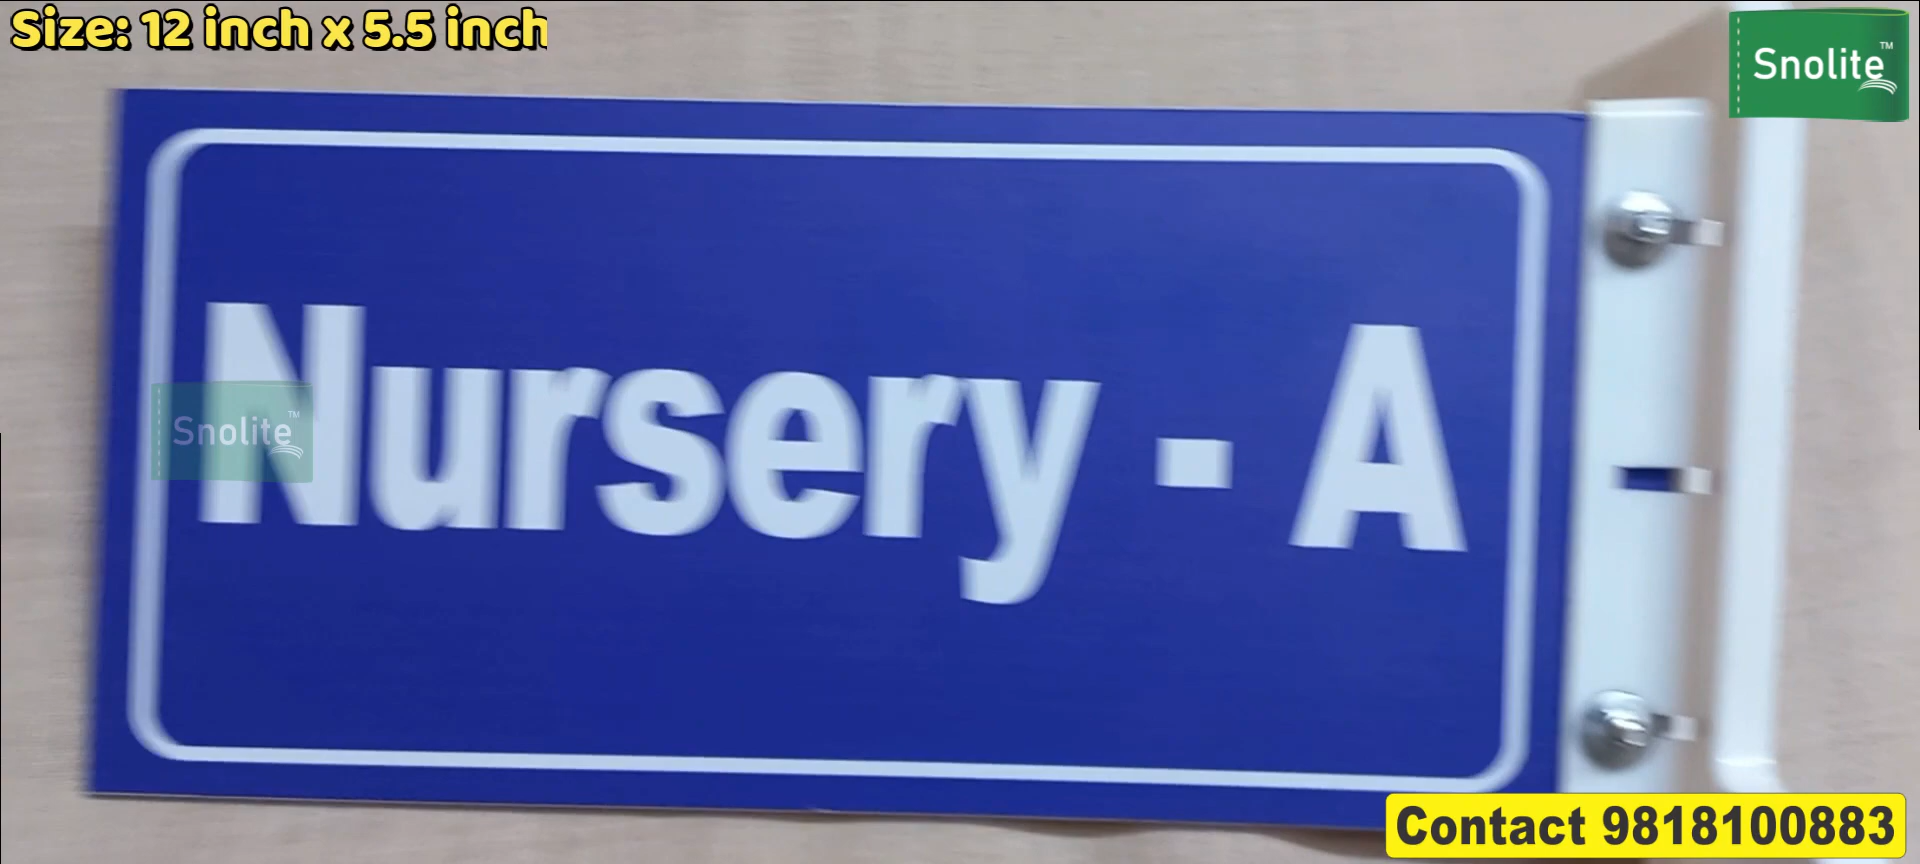 Size: 12 inch x 5.5 inch
Snolite™
Nursery - A
Snolite™
Contact 9818100883